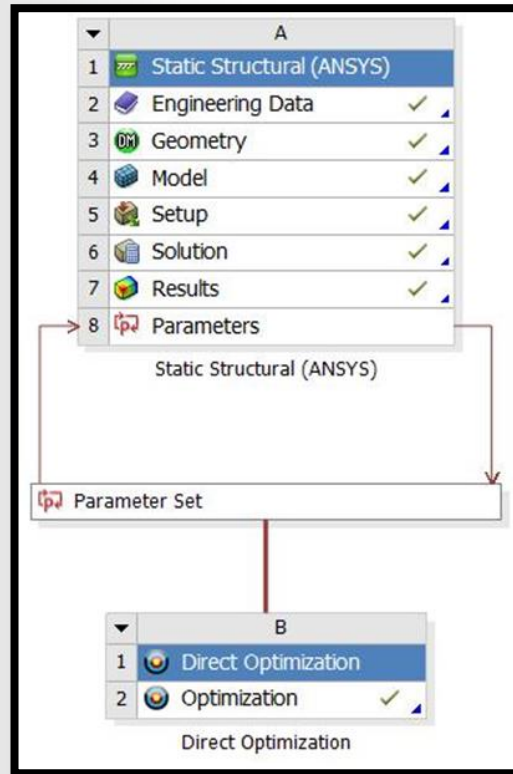 A
1 Static Structural (ANSYS)
2 Engineering Data
3 DM Geometry
4 Model
5 Setup
6 Solution
7 Results
8 Parameters
Static Structural (ANSYS)
Parameter Set
B
1 Direct Optimization
2 Optimization
Direct Optimization